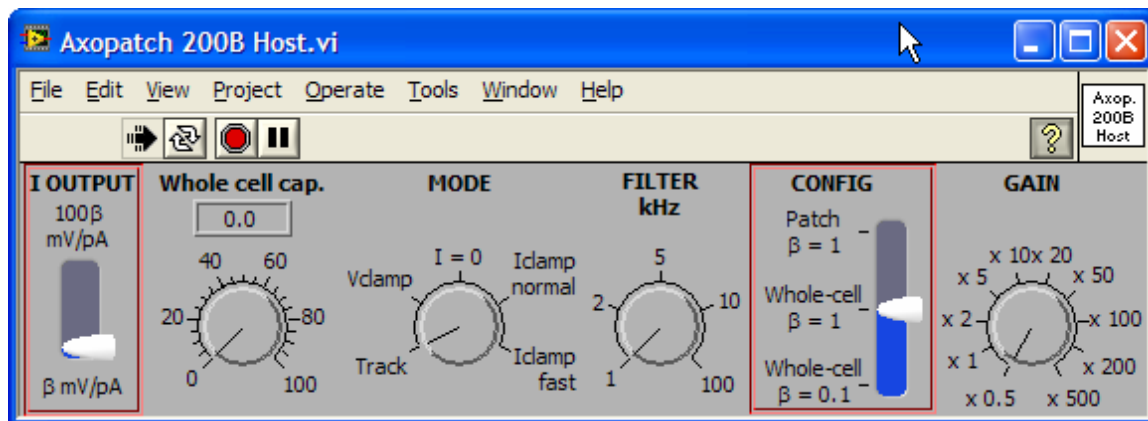 Axopatch 200B Host.vi
File Edit View Project Operate Tools Window Help
Axop.
200B
Host
?
I OUTPUT
100β
mV/pA
β mV/pA
Whole cell cap.
0.0
40 60
20 80
0 100
MODE
I = 0
Vclamp
Iclamp
normal
Track
Iclamp
fast
FILTER
kHz
5
2 10
1 100
CONFIG
Patch
β = 1
Whole-cell
β = 1
Whole-cell
β = 0.1
GAIN
x 10x 20
x 5 x 50
x 2 x 100
x 1 x 200
x 0.5 x 500